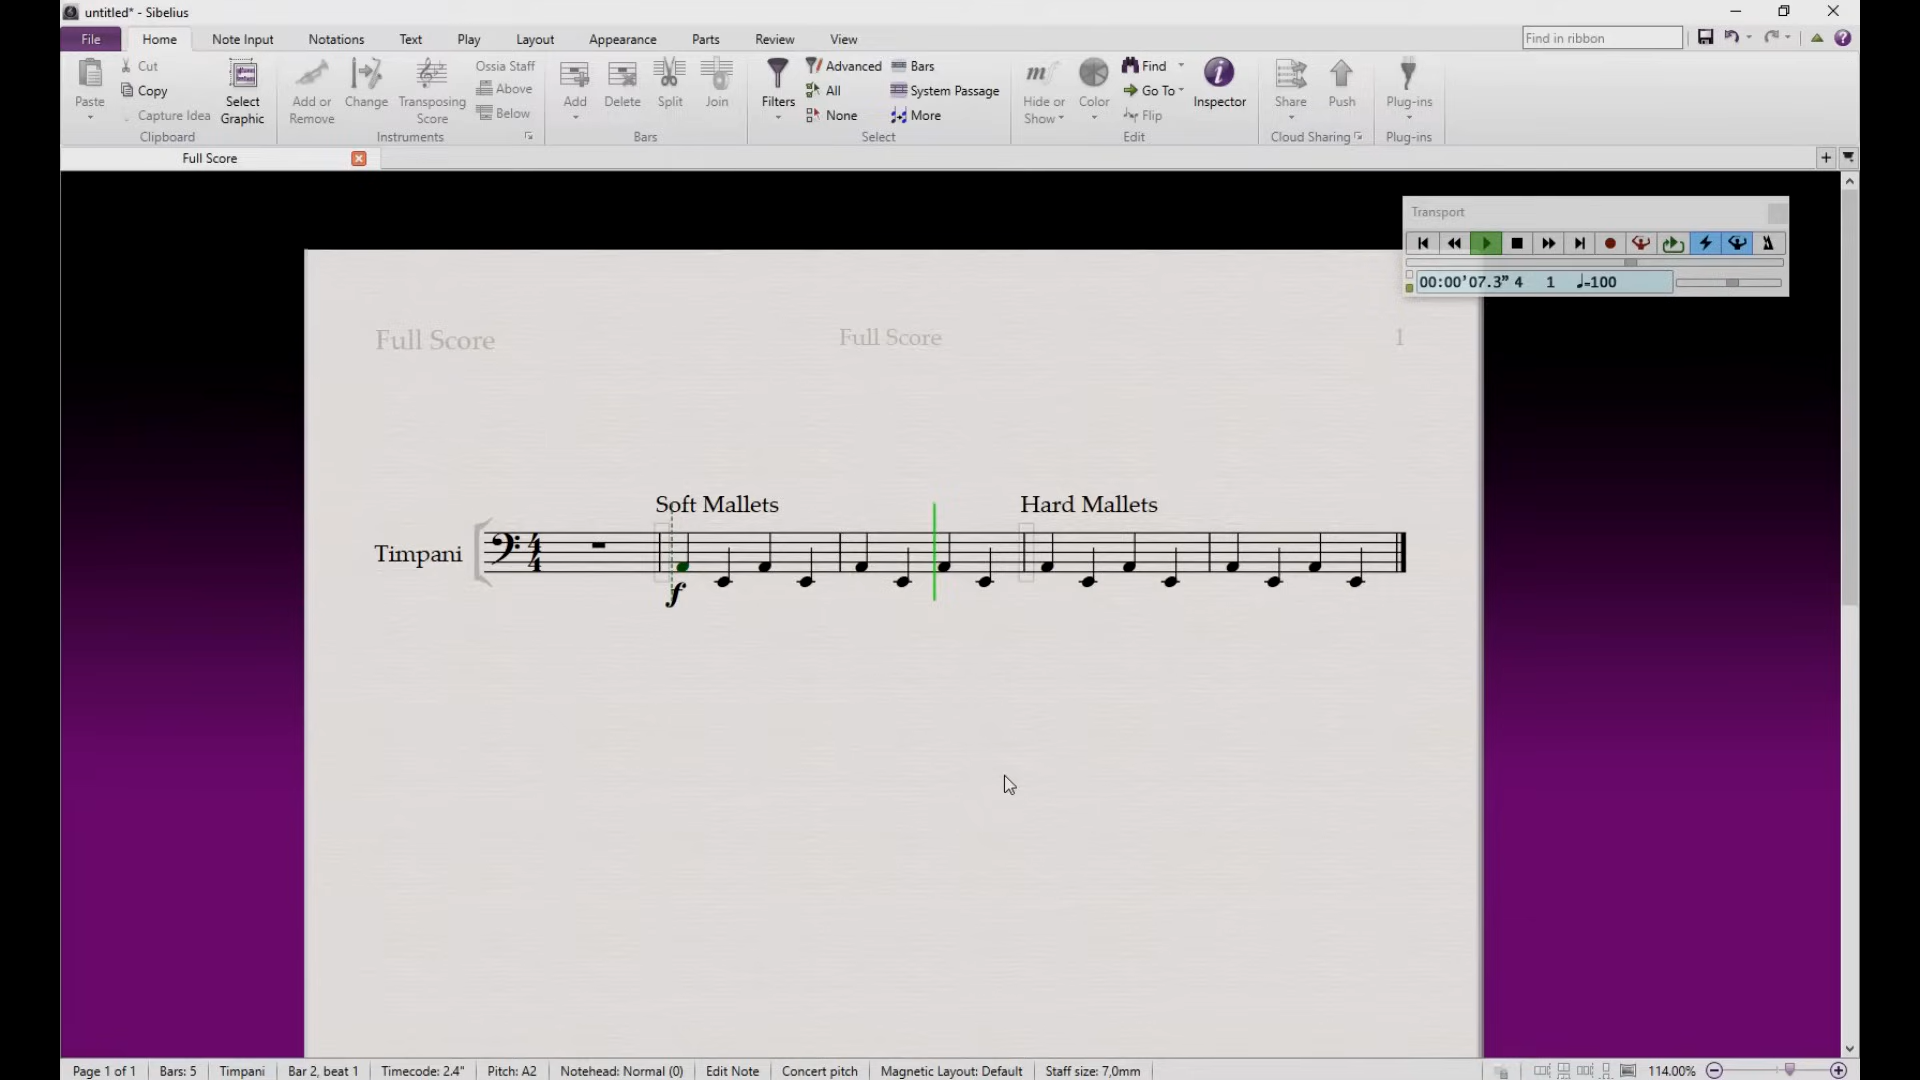 untitled* - Sibelius
File Home Note Input Notations Text Play Layout Appearance Parts Review View Find in ribbon
Paste Cut Copy Capture Idea Select Graphic Clipboard
Add or Remove Change Transposing Score Ossia Staff Above Below Instruments
Add Delete Split Join Bars
Filters Advanced All None Bars System Passage More Select
Hide or Show Color Find Go To Flip Inspector Edit
Share Push Cloud Sharing
Plug-ins Plug-ins
Full Score
Transport
00:00'07.3" 4 1 ♩=100
Full Score Full Score 1
Soft Mallets Hard Mallets
Timpani 4 4
f
Page 1 of 1 Bars: 5 Timpani Bar 2, beat 1 Timecode: 2.4" Pitch: A2 Notehead: Normal (0) Edit Note Concert pitch Magnetic Layout: Default Staff size: 7,0mm 114.00%